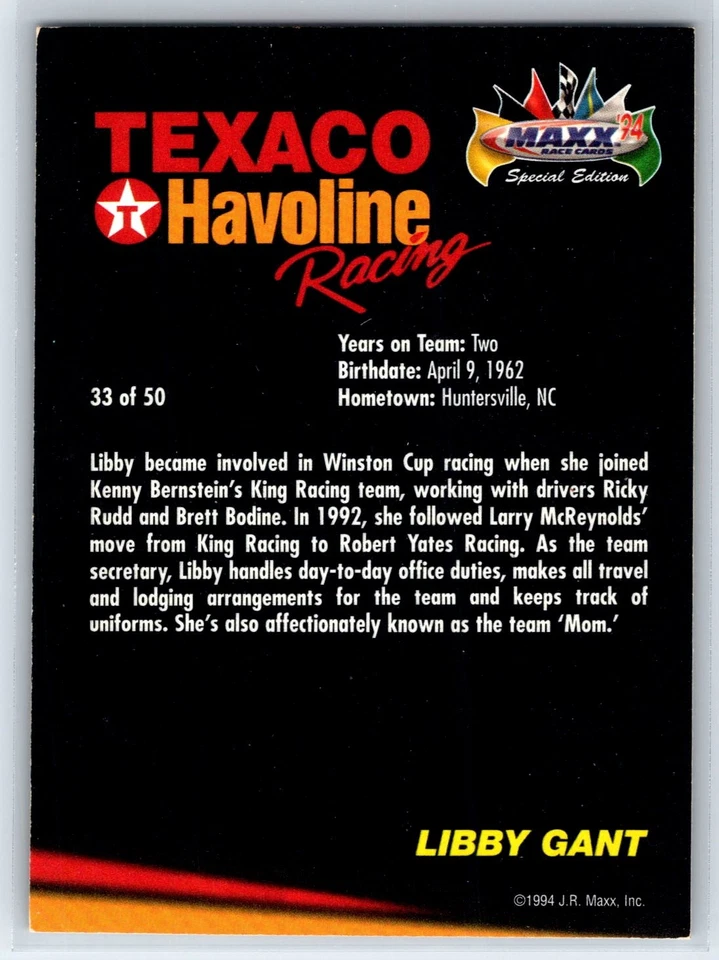 TEXACO
T
Havoline
Racing
MAXX '94
RACE CARDS
Special Edition
Years on Team: Two
Birthdate: April 9, 1962
33 of 50
Hometown: Huntersville, NC
Libby became involved in Winston Cup racing when she joined
Kenny Bernstein's King Racing team, working with drivers Ricky
Rudd and Brett Bodine. In 1992, she followed Larry McReynolds'
move from King Racing to Robert Yates Racing. As the team
secretary, Libby handles day-to-day office duties, makes all travel
and lodging arrangements for the team and keeps track of
uniforms. She's also affectionately known as the team 'Mom.'
LIBBY GANT
©1994 J.R. Maxx, Inc.